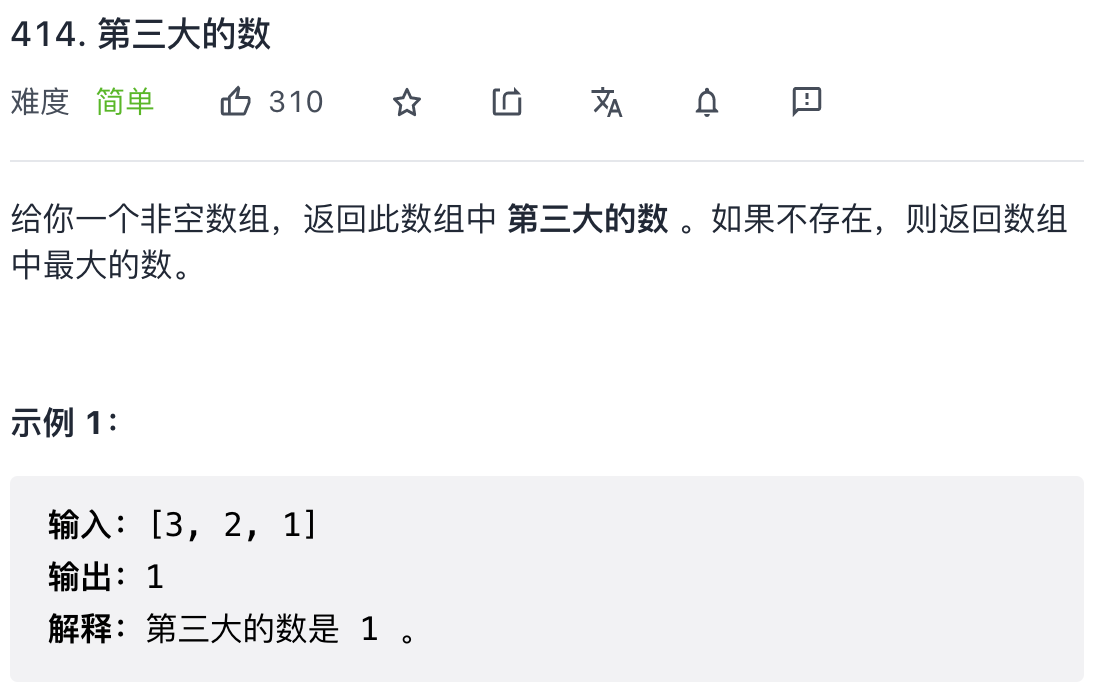 414. 第三大的数
难度 简单 310
给你一个非空数组，返回此数组中 第三大的数 。如果不存在，则返回数组
中最大的数。
示例 1：
输入：[3, 2, 1]
输出：1
解释：第三大的数是 1 。